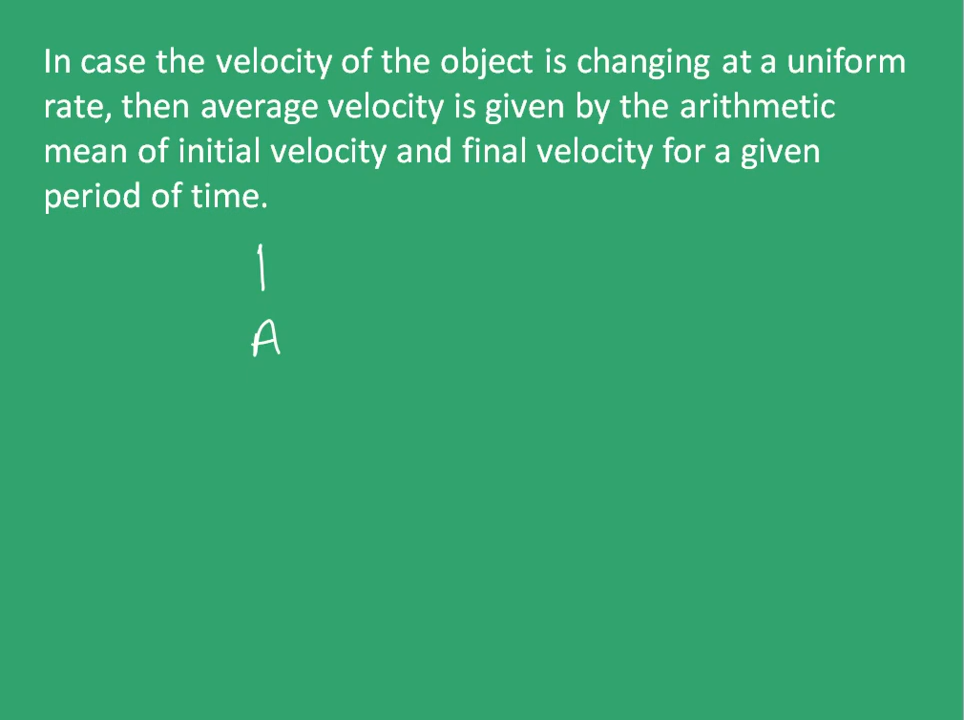 In case the velocity of the object is changing at a uniform
rate, then average velocity is given by the arithmetic
mean of initial velocity and final velocity for a given
period of time.
A